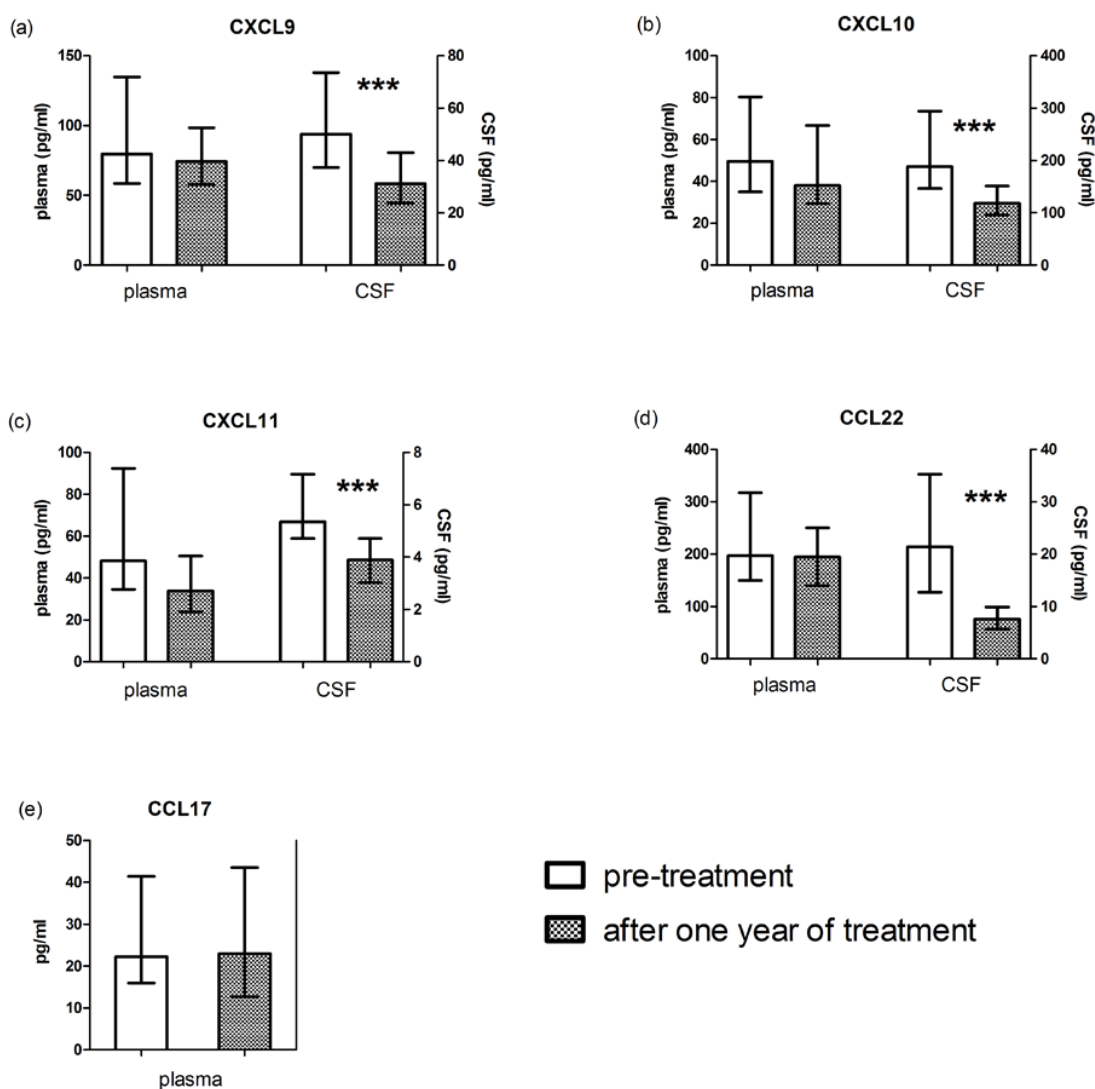 (a)
CXCL9
150
100
50
0
plasma (pg/ml)
80
60
40
20
0
CSF (pg/ml)
***
plasma
CSF
(b)
CXCL10
100
80
60
40
20
0
plasma (pg/ml)
400
300
200
100
0
CSF (pg/ml)
***
plasma
CSF
(c)
CXCL11
100
80
60
40
20
0
plasma (pg/ml)
8
6
4
2
0
CSF (pg/ml)
***
plasma
CSF
(d)
CCL22
400
300
200
100
0
plasma (pg/ml)
40
30
20
10
0
CSF (pg/ml)
***
plasma
CSF
(e)
CCL17
50
40
30
20
10
0
pg/ml
plasma
pre-treatment
after one year of treatment